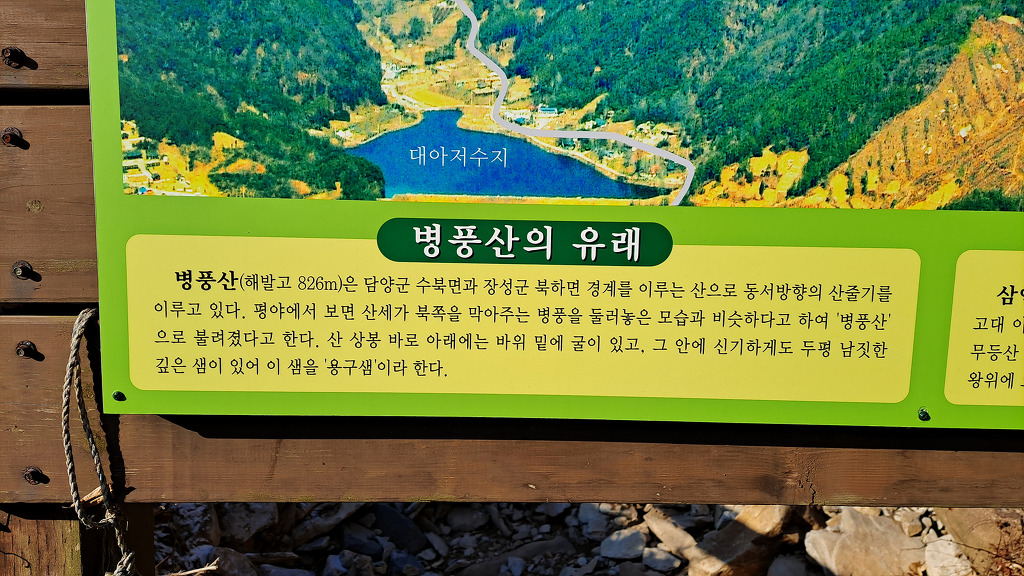 대아저수지
병풍산의 유래
병풍산(해발고 826m)은 담양군 수북면과 장성군 북하면 경계를 이루는 산으로 동서방향의 산줄기를
이루고 있다. 평야에서 보면 산세가 북쪽을 막아주는 병풍을 둘러놓은 모습과 비슷하다고 하여 '병풍산'
으로 불려졌다고 한다. 산 상봉 바로 아래에는 바위 밑에 굴이 있고, 그 안에 신기하게도 두평 남짓한
깊은 샘이 있어 이 샘을 '용구샘'이라 한다.
고대
무등산
왕위에